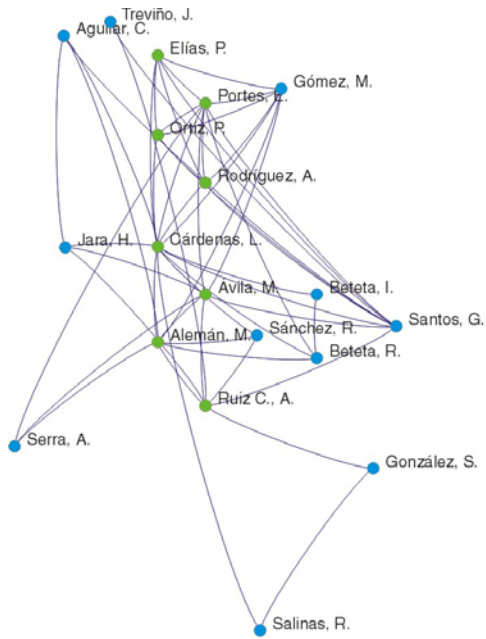 Treviño, J.
Aguilar, C.
Elías, P.
Gómez, M.
Portes, E.
Ortiz, P.
Rodríguez, A.
Jara, H.
Cárdenas, L.
Avila, M.
Beteta, I.
Santos, G.
Sánchez, R.
Alemán, M.
Beteta, R.
Ruiz C., A.
Serra, A.
González, S.
Salinas, R.